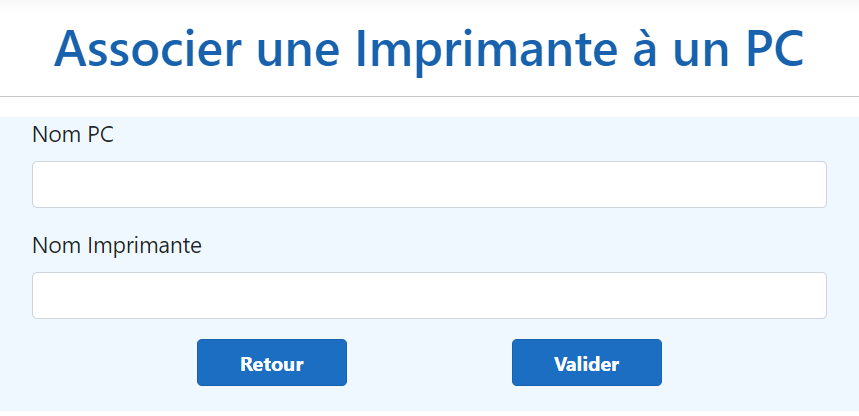 Associer une Imprimante à un PC
Nom PC
Nom Imprimante
Retour
Valider